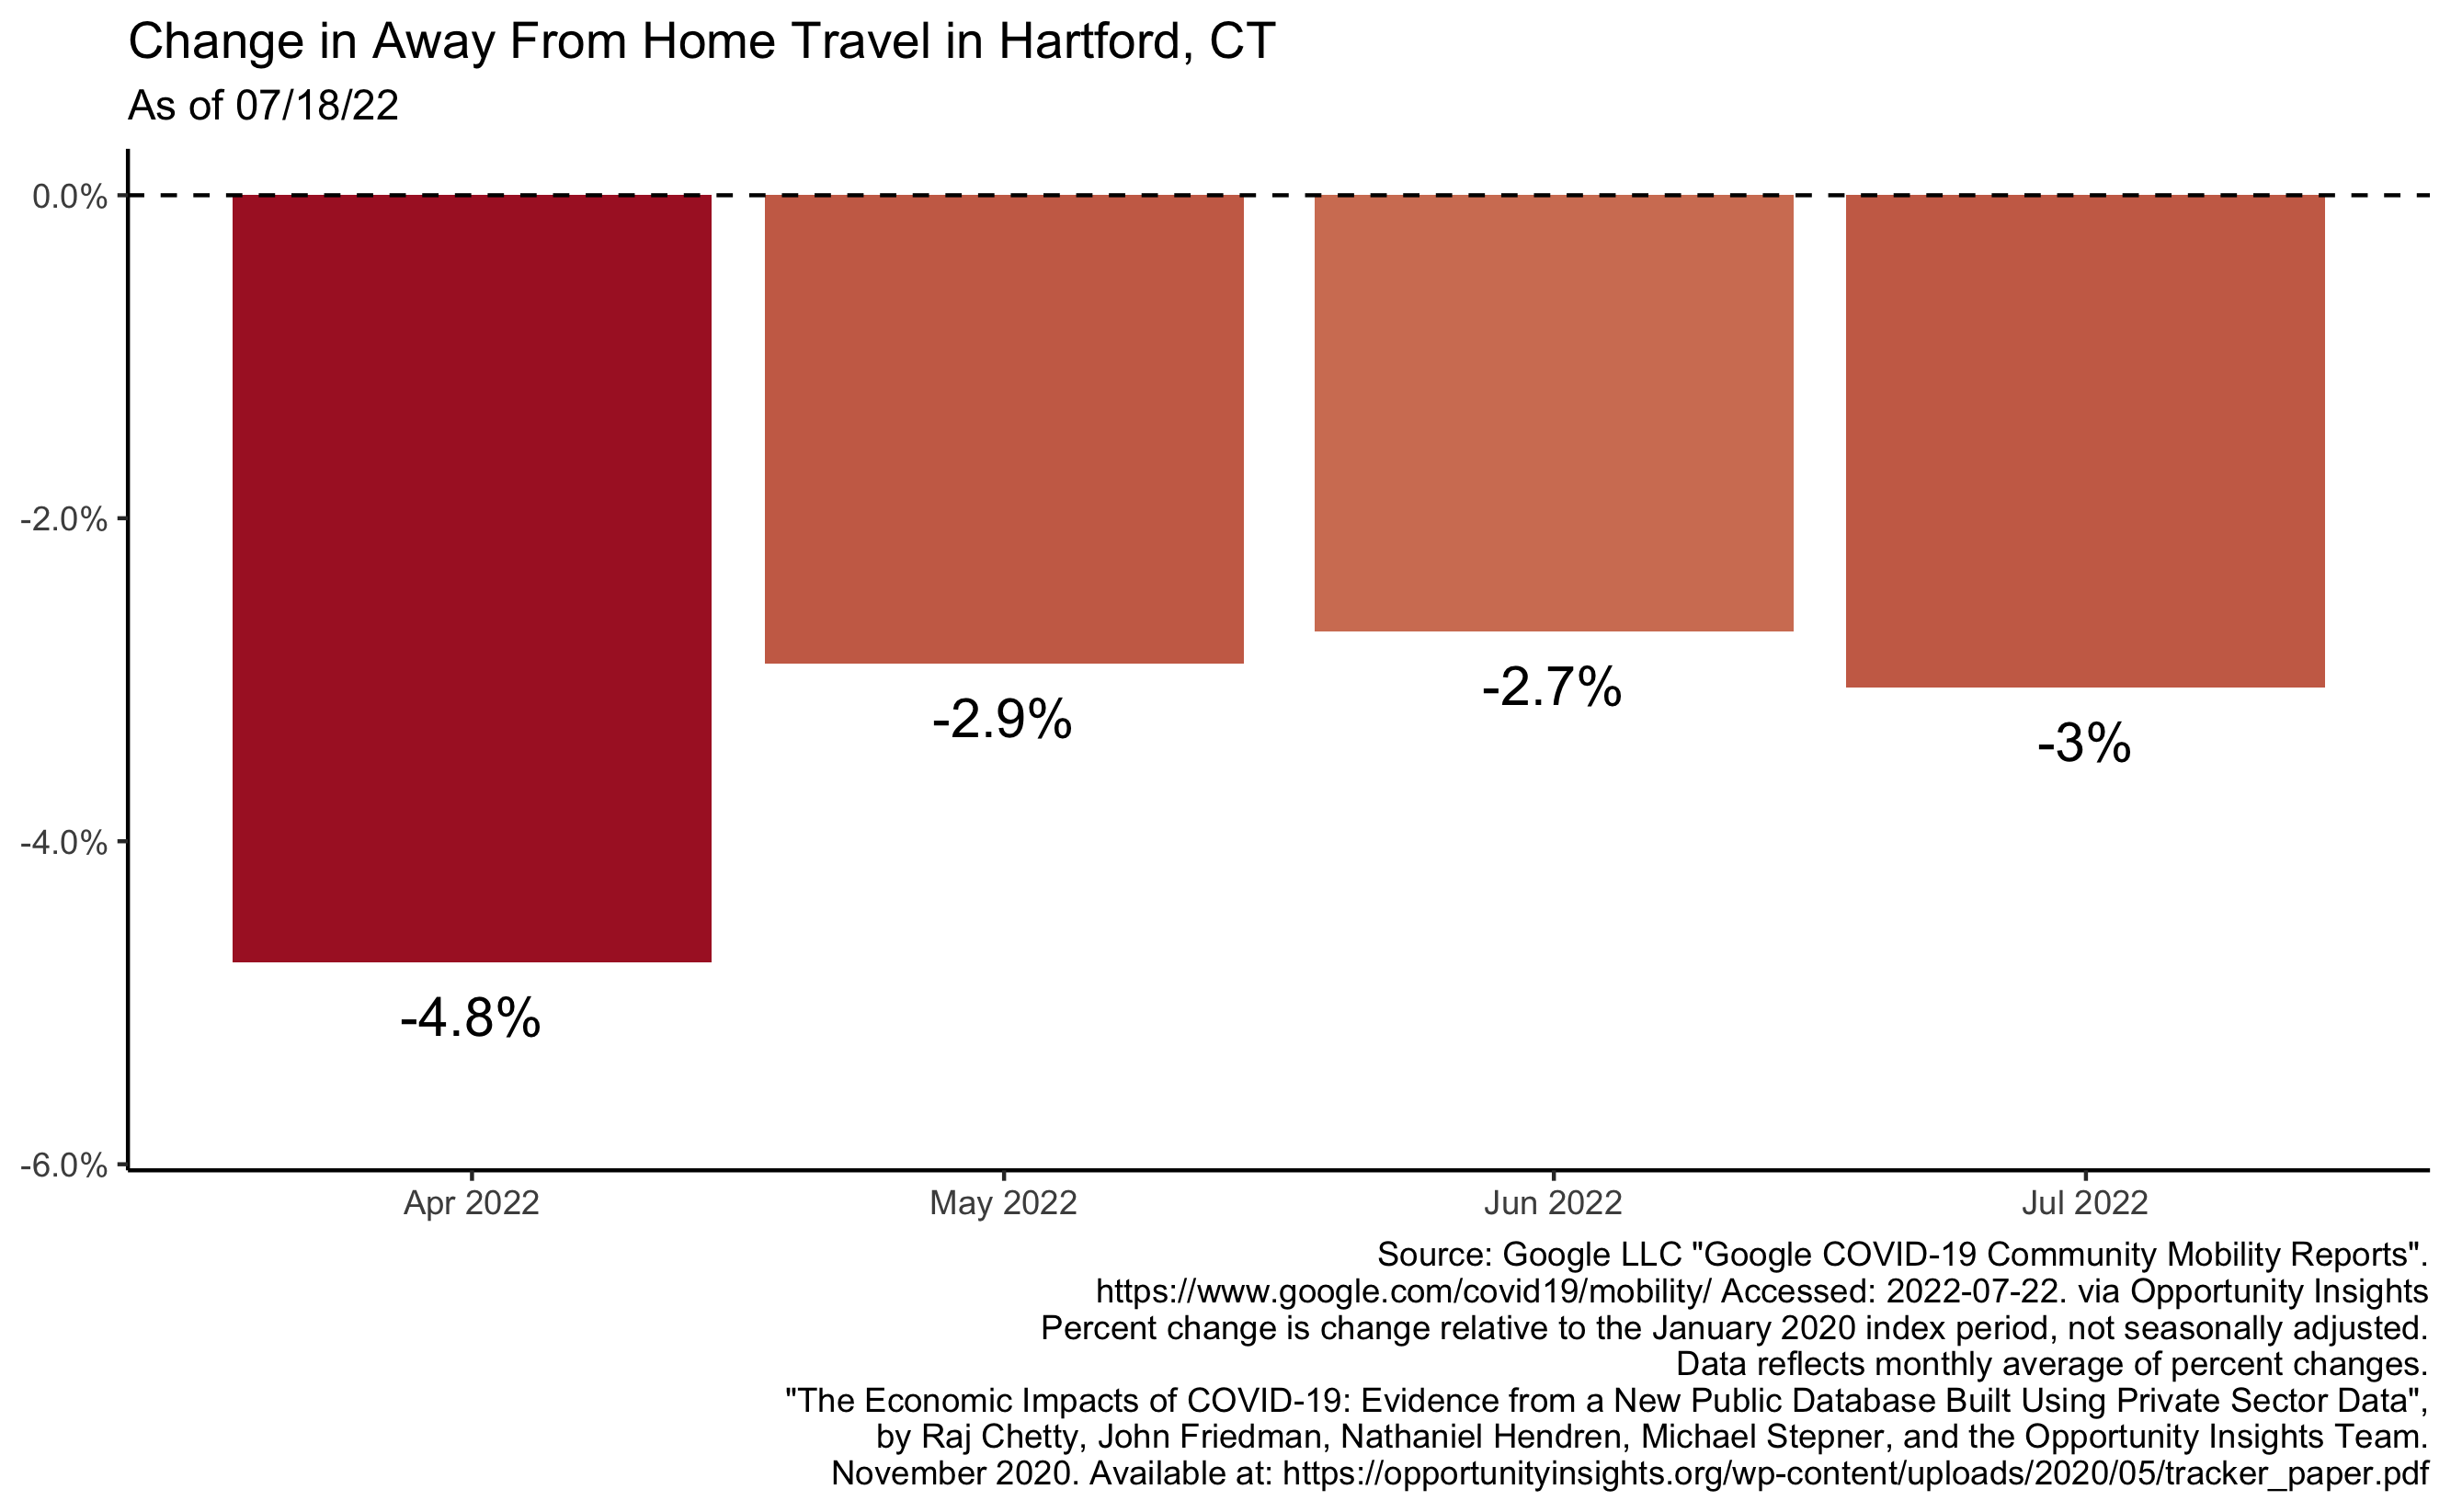 Change in Away From Home Travel in Hartford, CT
As of 07/18/22
0.0%
-2.0%
-4.0%
-6.0%
-4.8%
-2.9%
-2.7%
-3%
Apr 2022
May 2022
Jun 2022
Jul 2022
Source: Google LLC "Google COVID-19 Community Mobility Reports".
https://www.google.com/covid19/mobility/ Accessed: 2022-07-22. via Opportunity Insights
Percent change is change relative to the January 2020 index period, not seasonally adjusted.
Data reflects monthly average of percent changes.
"The Economic Impacts of COVID-19: Evidence from a New Public Database Built Using Private Sector Data",
by Raj Chetty, John Friedman, Nathaniel Hendren, Michael Stepner, and the Opportunity Insights Team.
November 2020. Available at: https://opportunityinsights.org/wp-content/uploads/2020/05/tracker_paper.pdf